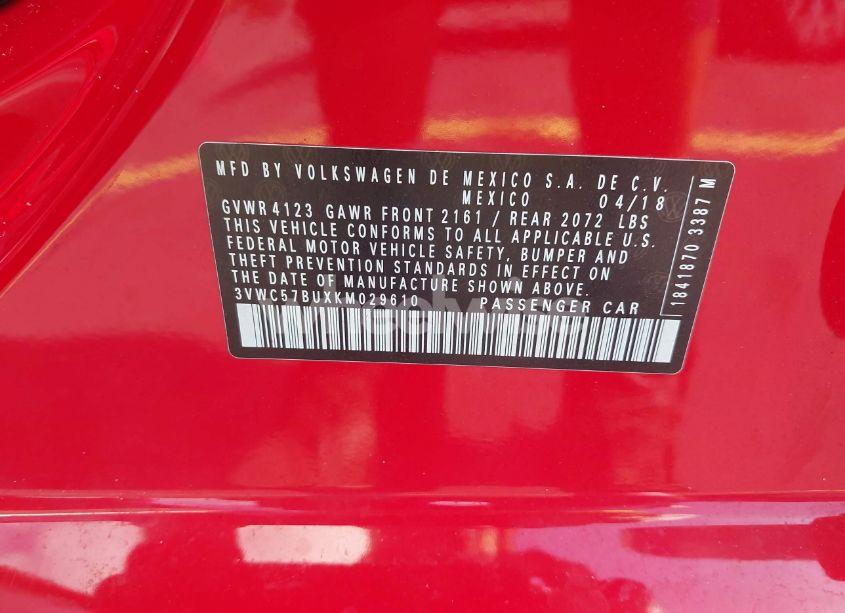 MFD BY VOLKSWAGEN DE MEXICO S.A. DE C.V.
MEXICO 04/18
GVWR 4123 GAWR FRONT 2161 / REAR 2072 LBS
THIS VEHICLE CONFORMS TO ALL APPLICABLE U.S.
FEDERAL MOTOR VEHICLE SAFETY, BUMPER AND
THEFT PREVENTION STANDARDS IN EFFECT ON
THE DATE OF MANUFACTURE SHOWN ABOVE.
3VWC57BUXKM029610 PASSENGER CAR
1841870 3387 M